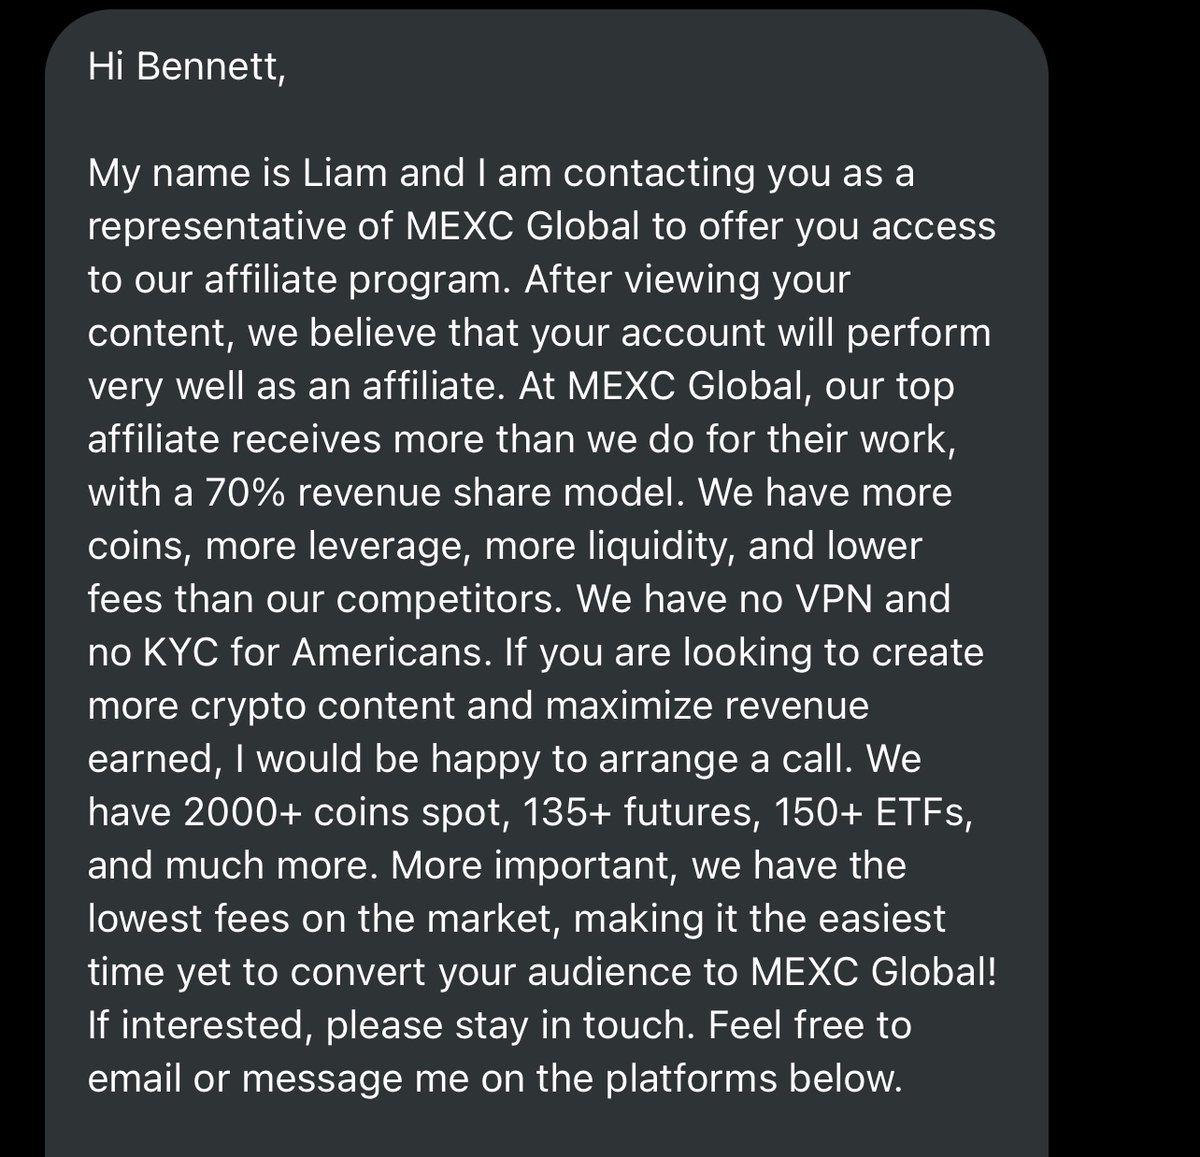 Hi Bennett,
My name is Liam and I am contacting you as a
representative of MEXC Global to offer you access
to our affiliate program. After viewing your
content, we believe that your account will perform
very well as an affiliate. At MEXC Global, our top
affiliate receives more than we do for their work,
with a 70% revenue share model. We have more
coins, more leverage, more liquidity, and lower
fees than our competitors. We have no VPN and
no KYC for Americans. If you are looking to create
more crypto content and maximize revenue
earned, I would be happy to arrange a call. We
have 2000+ coins spot, 135+ futures, 150+ ETFs,
and much more. More important, we have the
lowest fees on the market, making it the easiest
time yet to convert your audience to MEXC Global!
If interested, please stay in touch. Feel free to
email or message me on the platforms below.